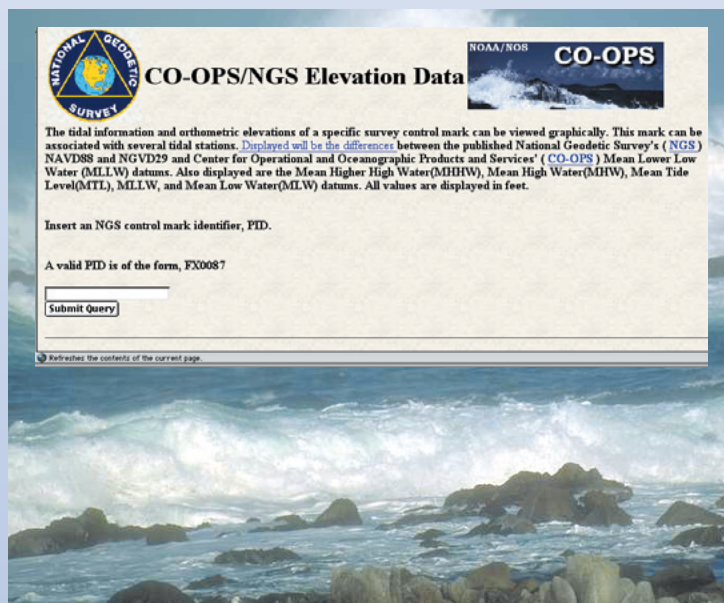 NATIONAL GEODETIC SURVEY
CO-OPS/NGS Elevation Data
NOAA/NOS
CO-OPS
The tidal information and orthometric elevations of a specific survey control mark can be viewed graphically. This mark can be
associated with several tidal stations. Displayed will be the differences between the published National Geodetic Survey's ( NGS )
NAVD88 and NGVD29 and Center for Operational and Oceanographic Products and Services' ( CO-OPS ) Mean Lower Low
Water (MLLW) datums. Also displayed are the Mean Higher High Water(MHHW), Mean High Water(MHW), Mean Tide
Level(MTL), MLLW, and Mean Low Water(MLW) datums. All values are displayed in feet.
Insert an NGS control mark identifier, PID.
A valid PID is of the form, FX0087
Submit Query
Refreshes the contents of the current page.